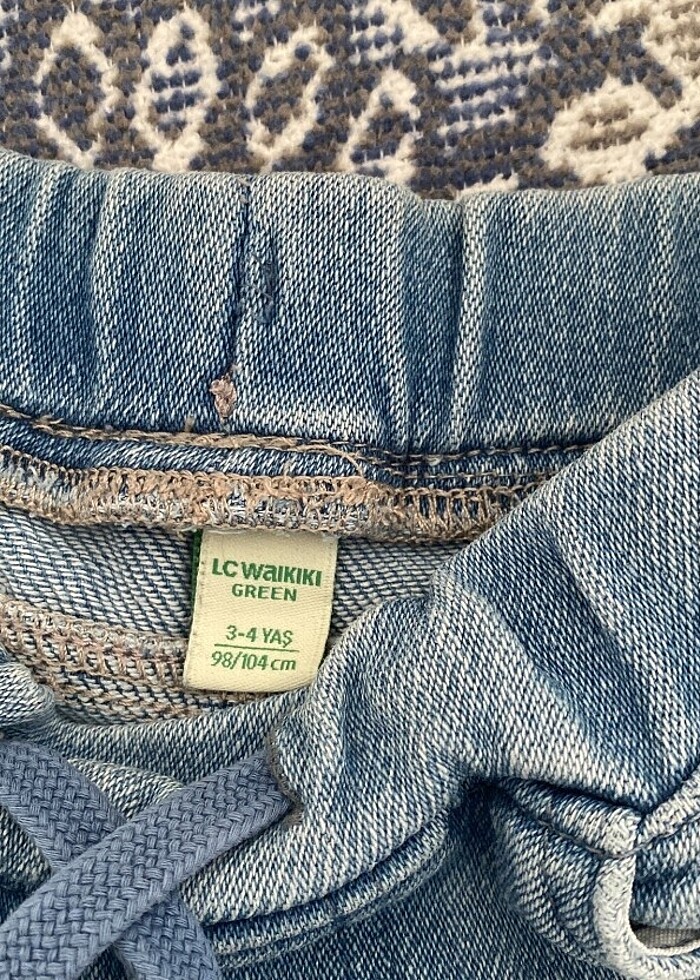 LC WAIKIKI
GREEN
3-4 YAŞ
98/104 cm